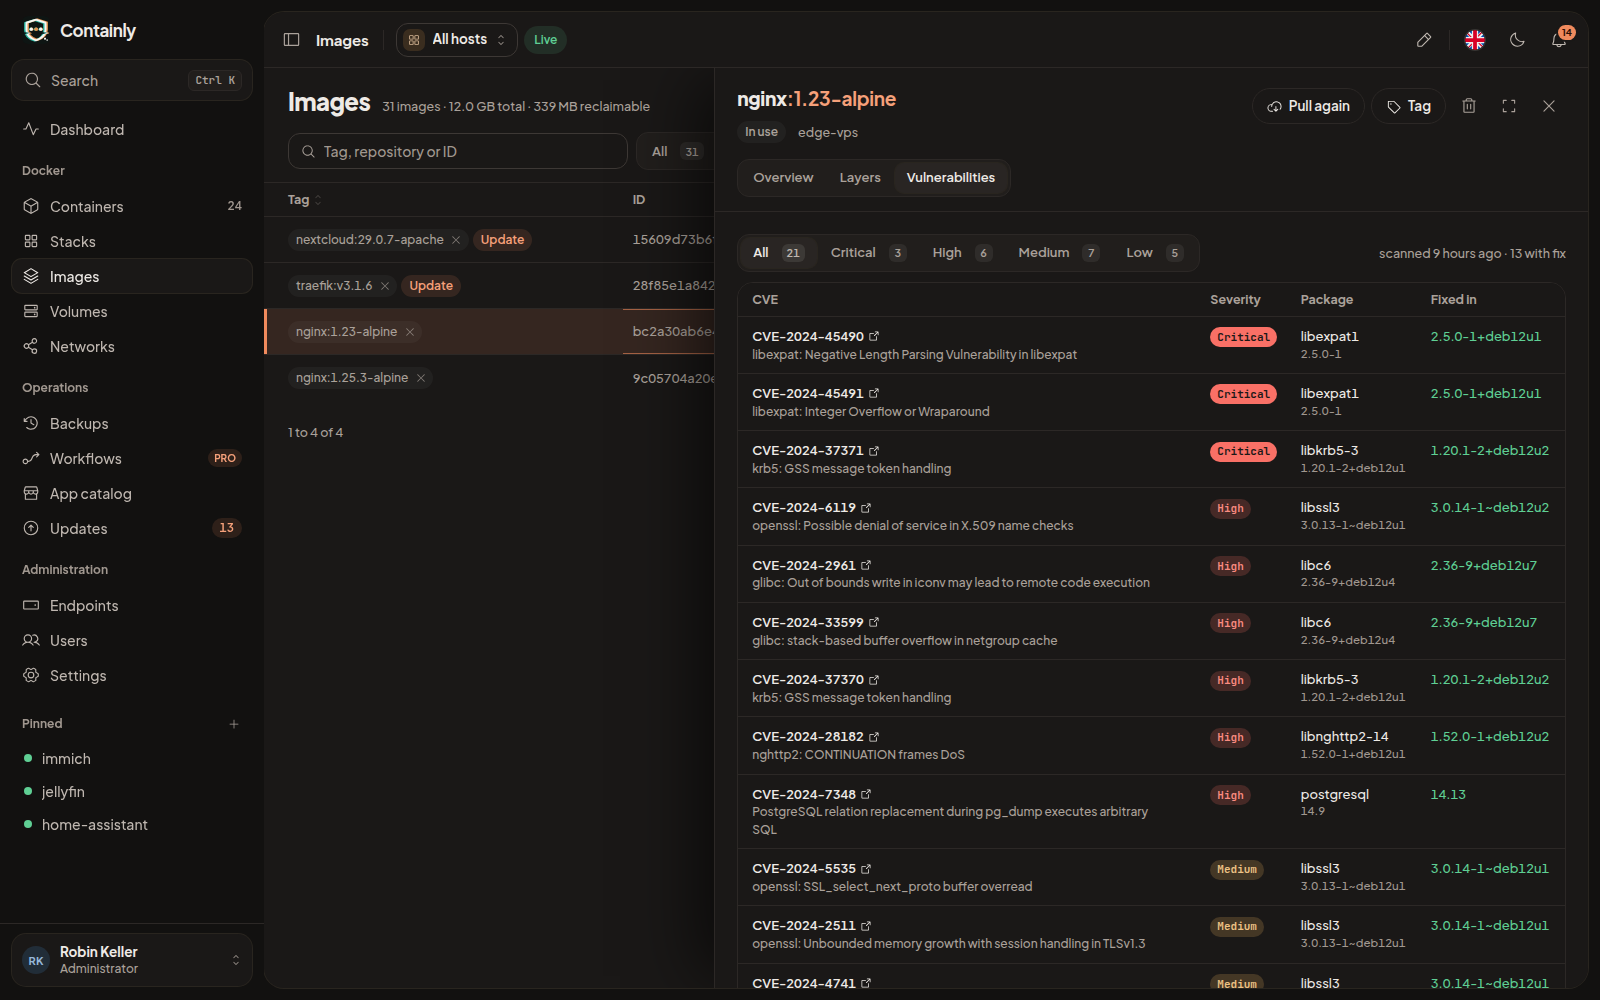 Containly
Search
Ctrl K
Dashboard
Docker
Containers 24
Stacks
Images
Volumes
Networks
Operations
Backups
Workflows PRO
App catalog
Updates 13
Administration
Endpoints
Users
Settings
Pinned
immich
jellyfin
home-assistant
RK
Robin Keller
Administrator
Images
All hosts
Live
14
Images
31 images · 12.0 GB total · 339 MB reclaimable
Tag, repository or ID
All 31
Tag ID
nextcloud:29.0.7-apache Update 15609d73b6
traefik:v3.1.6 Update 28f85e1a842
nginx:1.23-alpine bc2a30ab6e
nginx:1.25.3-alpine 9c05704a20
1 to 4 of 4
nginx:1.23-alpine
In use edge-vps
Pull again
Tag
Overview Layers Vulnerabilities
All 21 Critical 3 High 6 Medium 7 Low 5
scanned 9 hours ago · 13 with fix
CVE Severity Package Fixed in
CVE-2024-45490 Critical libexpat1 2.5.0-1+deb12u1
libexpat: Negative Length Parsing Vulnerability in libexpat 2.5.0-1
CVE-2024-45491 Critical libexpat1 2.5.0-1+deb12u1
libexpat: Integer Overflow or Wraparound 2.5.0-1
CVE-2024-37371 Critical libkrb5-3 1.20.1-2+deb12u2
krb5: GSS message token handling 1.20.1-2+deb12u1
CVE-2024-6119 High libssl3 3.0.14-1~deb12u2
openssl: Possible denial of service in X.509 name checks 3.0.13-1~deb12u1
CVE-2024-2961 High libc6 2.36-9+deb12u7
glibc: Out of bounds write in iconv may lead to remote code execution 2.36-9+deb12u4
CVE-2024-33599 High libc6 2.36-9+deb12u7
glibc: stack-based buffer overflow in netgroup cache 2.36-9+deb12u4
CVE-2024-37370 High libkrb5-3 1.20.1-2+deb12u2
krb5: GSS message token handling 1.20.1-2+deb12u1
CVE-2024-28182 High libnghttp2-14 1.52.0-1+deb12u2
nghttp2: CONTINUATION frames DoS 1.52.0-1+deb12u1
CVE-2024-7348 High postgresql 14.13
PostgreSQL relation replacement during pg_dump executes arbitrary 14.9
SQL
CVE-2024-5535 Medium libssl3 3.0.14-1~deb12u1
openssl: SSL_select_next_proto buffer overread 3.0.13-1~deb12u1
CVE-2024-2511 Medium libssl3 3.0.14-1~deb12u1
openssl: Unbounded memory growth with session handling in TLSv1.3 3.0.13-1~deb12u1
CVE-2024-4741 Medium libssl3 3.0.14-1~deb12u1